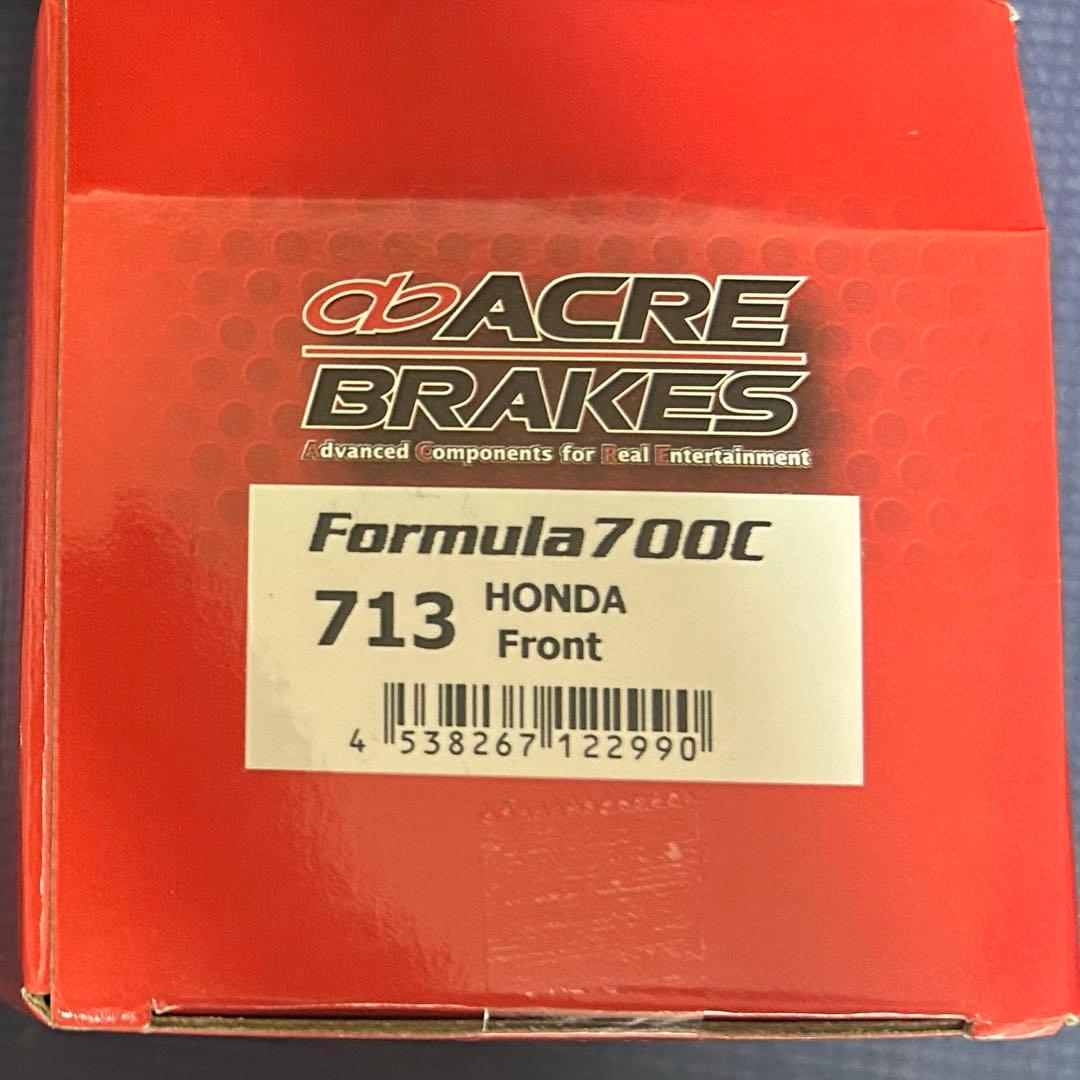 ab ACRE
BRAKES
Advanced Components for Real Entertainment
Formula700C
713
HONDA
Front
4 538267 122990